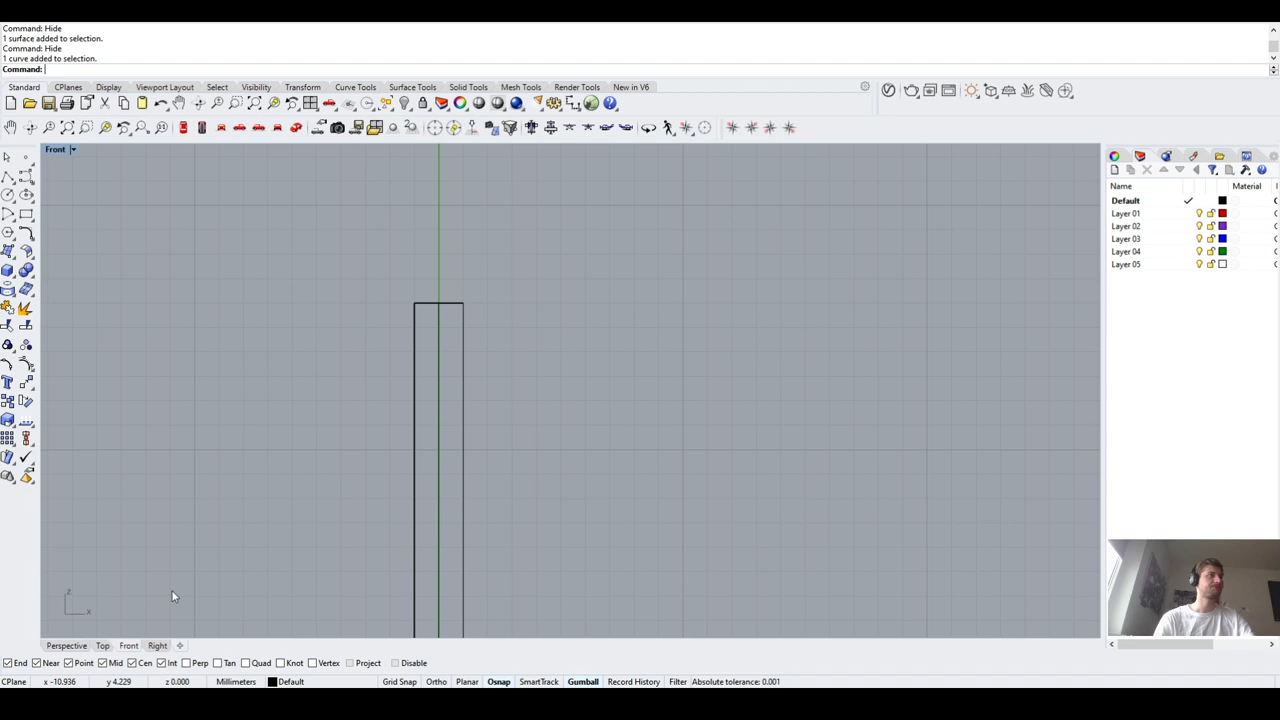 Command: Hide
1 surface added to selection.
Command: Hide
1 curve added to selection.
Command:
Standard CPlanes Display Viewport Layout Select Visibility Transform Curve Tools Surface Tools Solid Tools Mesh Tools Render Tools New in V6
Front
Name Material
Default
Layer 01
Layer 02
Layer 03
Layer 04
Layer 05
z
x
Perspective Top Front Right
End Near Point Mid Cen Int Perp Tan Quad Knot Vertex Project Disable
CPlane x -10.936 y 4.229 z 0.000 Millimeters Default Grid Snap Ortho Planar Osnap SmartTrack Gumball Record History Filter Absolute tolerance: 0.001